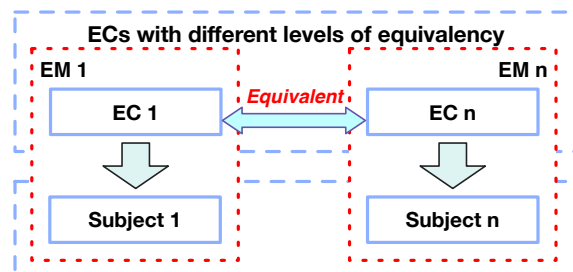 ECs with different levels of equivalency
EM 1
EM n
Equivalent
EC 1
EC n
Subject 1
Subject n